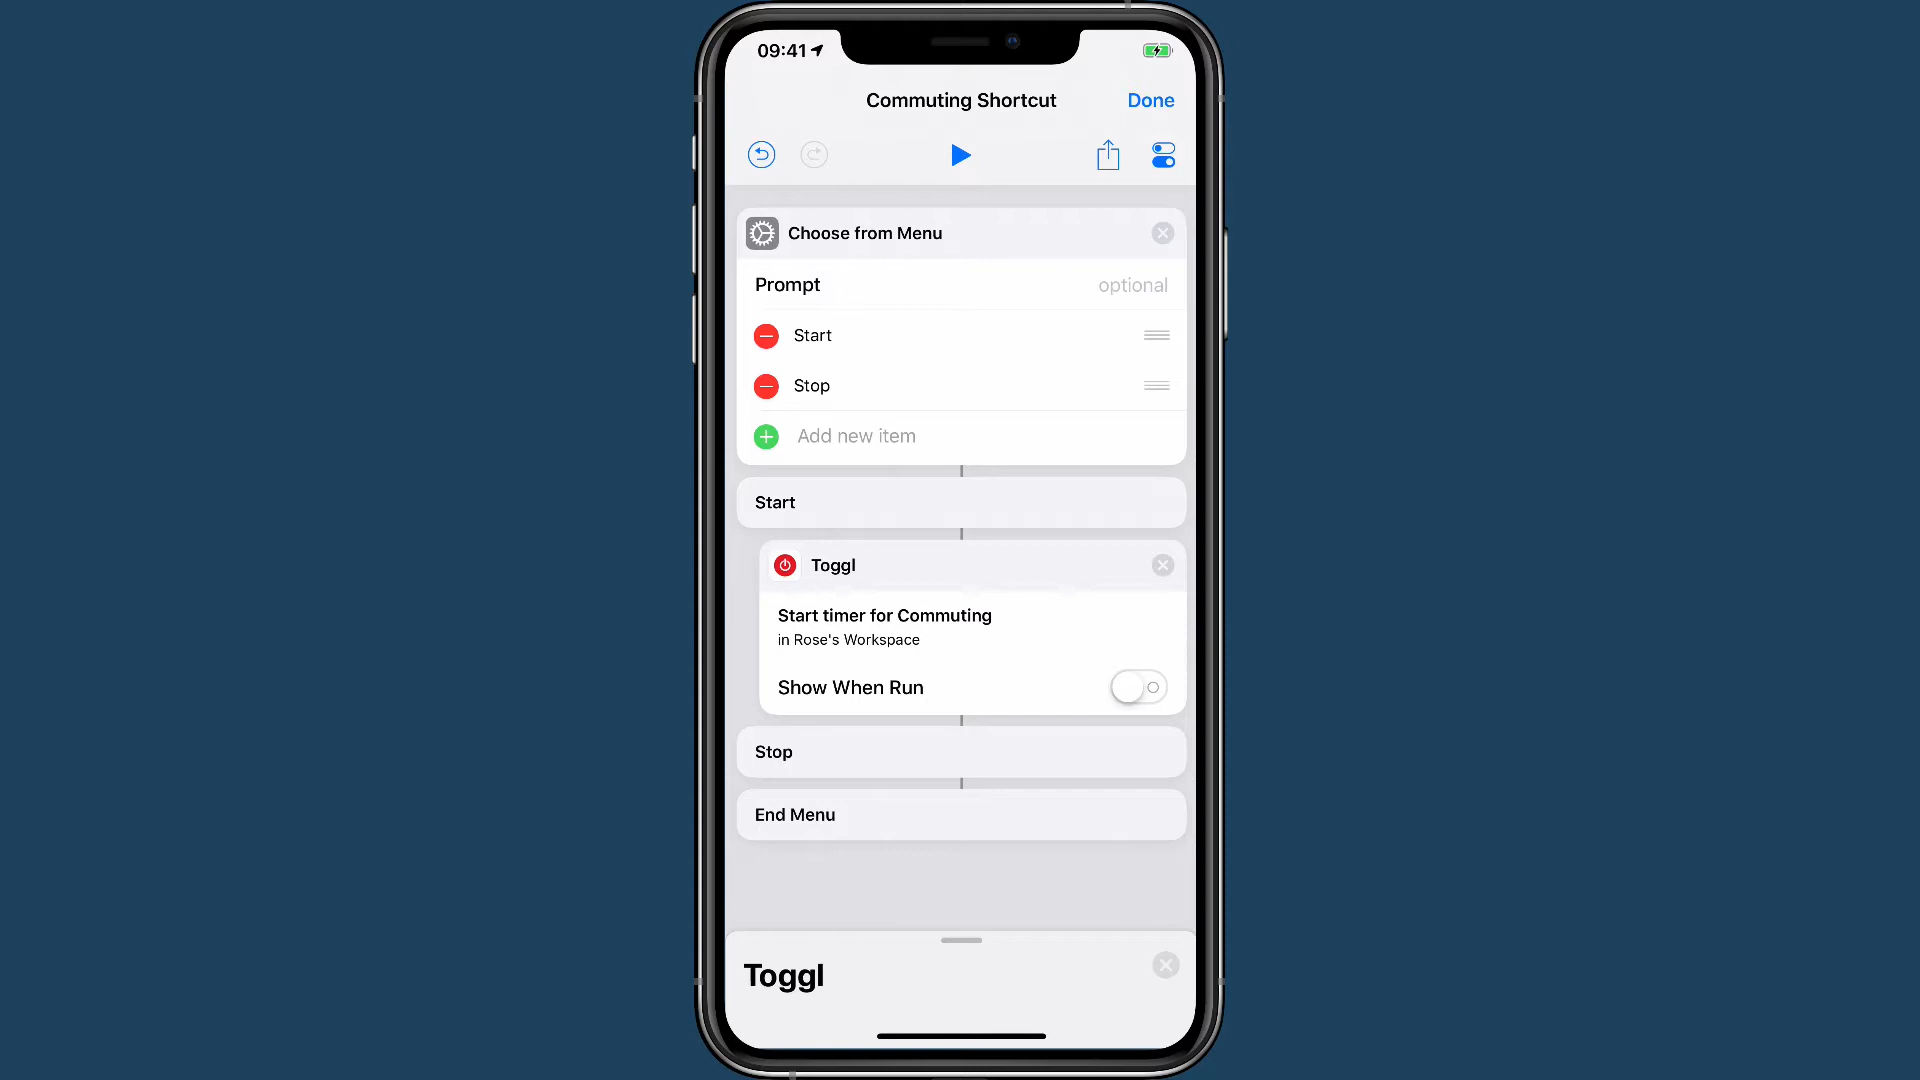 09:41
Commuting Shortcut
Done
Choose from Menu
Prompt
optional
Start
Stop
Add new item
Start
Toggl
Start timer for Commuting
in Rose's Workspace
Show When Run
Stop
End Menu
Toggl